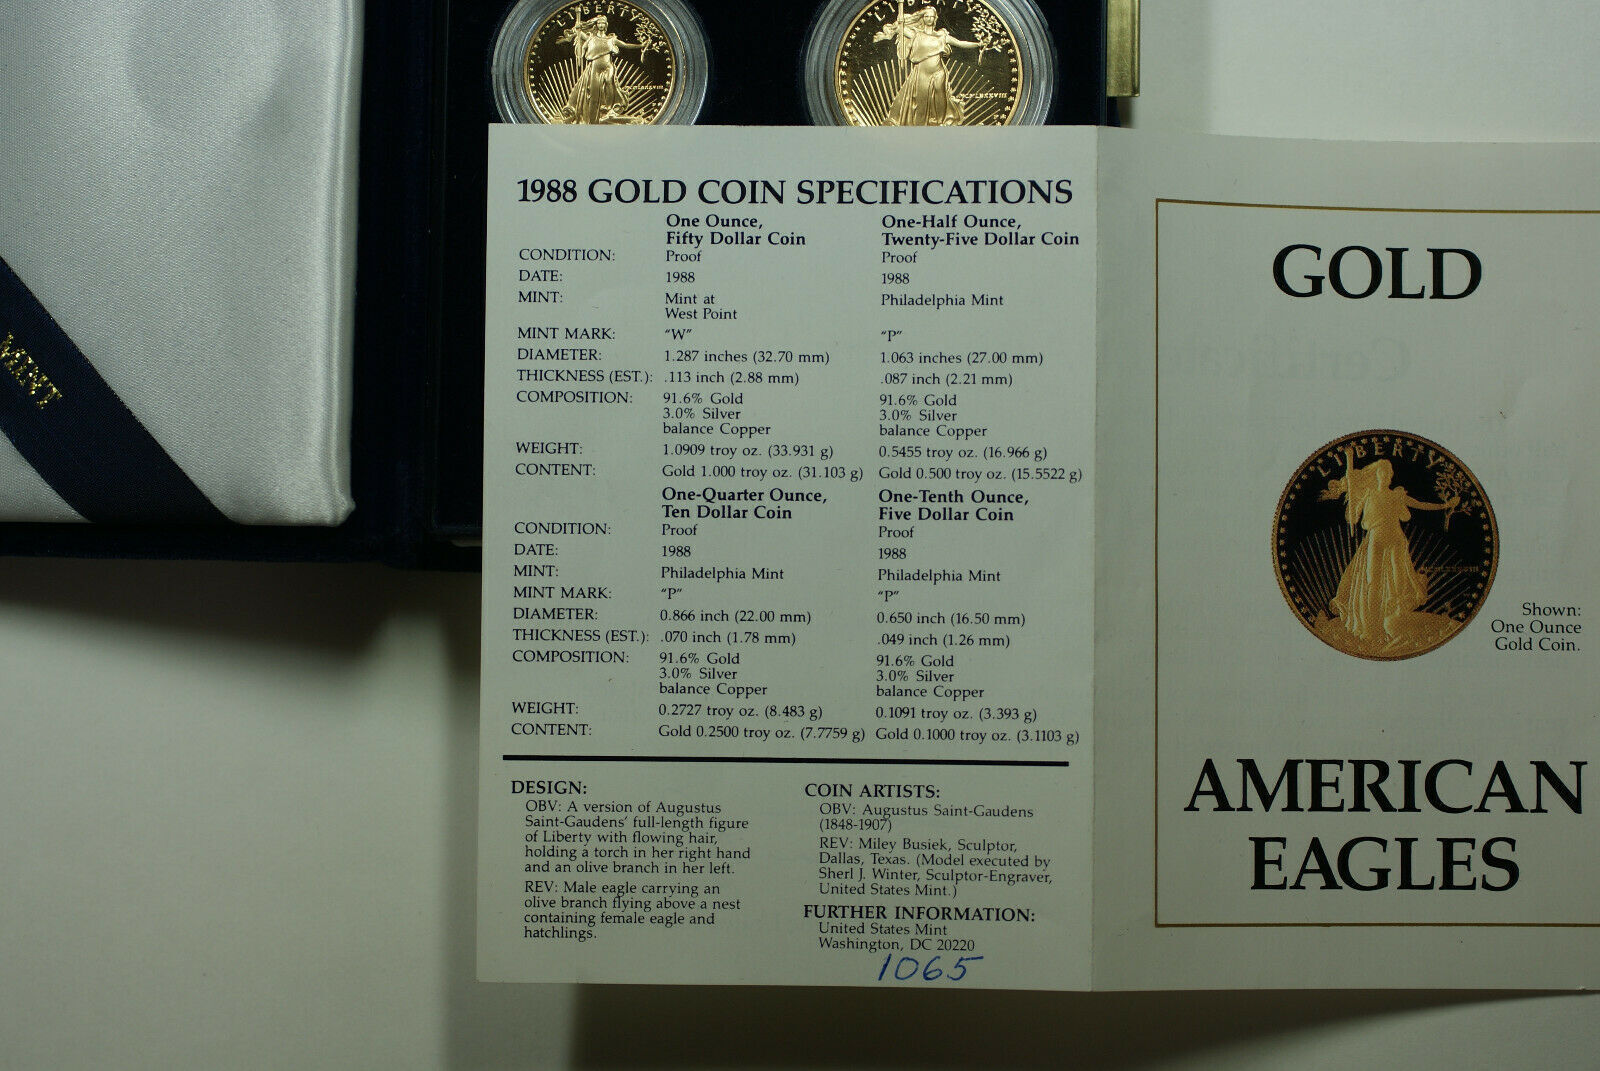 LIBERTY
MCMLXXXVIII
LIBERTY
MCMLXXXVIII
MINT
1988 GOLD COIN SPECIFICATIONS
One Ounce,
Fifty Dollar Coin
One-Half Ounce,
Twenty-Five Dollar Coin
CONDITION: Proof Proof
DATE: 1988 1988
MINT: Mint at Philadelphia Mint
West Point
MINT MARK: "W" "P"
DIAMETER: 1.287 inches (32.70 mm) 1.063 inches (27.00 mm)
THICKNESS (EST.): .113 inch (2.88 mm) .087 inch (2.21 mm)
COMPOSITION: 91.6% Gold 91.6% Gold
3.0% Silver 3.0% Silver
balance Copper balance Copper
WEIGHT: 1.0909 troy oz. (33.931 g) 0.5455 troy oz. (16.966 g)
CONTENT: Gold 1.000 troy oz. (31.103 g) Gold 0.500 troy oz. (15.5522 g)
One-Quarter Ounce,
Ten Dollar Coin
One-Tenth Ounce,
Five Dollar Coin
CONDITION: Proof Proof
DATE: 1988 1988
MINT: Philadelphia Mint Philadelphia Mint
MINT MARK: "P" "P"
DIAMETER: 0.866 inch (22.00 mm) 0.650 inch (16.50 mm)
THICKNESS (EST.): .070 inch (1.78 mm) .049 inch (1.26 mm)
COMPOSITION: 91.6% Gold 91.6% Gold
3.0% Silver 3.0% Silver
balance Copper balance Copper
WEIGHT: 0.2727 troy oz. (8.483 g) 0.1091 troy oz. (3.393 g)
CONTENT: Gold 0.2500 troy oz. (7.7759 g) Gold 0.1000 troy oz. (3.1103 g)
DESIGN:
OBV: A version of Augustus
Saint-Gaudens' full-length figure
of Liberty with flowing hair,
holding a torch in her right hand
and an olive branch in her left.
REV: Male eagle carrying an
olive branch flying above a nest
containing female eagle and
hatchlings.
COIN ARTISTS:
OBV: Augustus Saint-Gaudens
(1848-1907)
REV: Miley Busiek, Sculptor,
Dallas, Texas. (Model executed by
Sherl J. Winter, Sculptor-Engraver,
United States Mint.)
FURTHER INFORMATION:
United States Mint
Washington, DC 20220
1065
GOLD
LIBERTY
MCMLXXXVIII
Shown:
One Ounce
Gold Coin.
AMERICAN
EAGLES